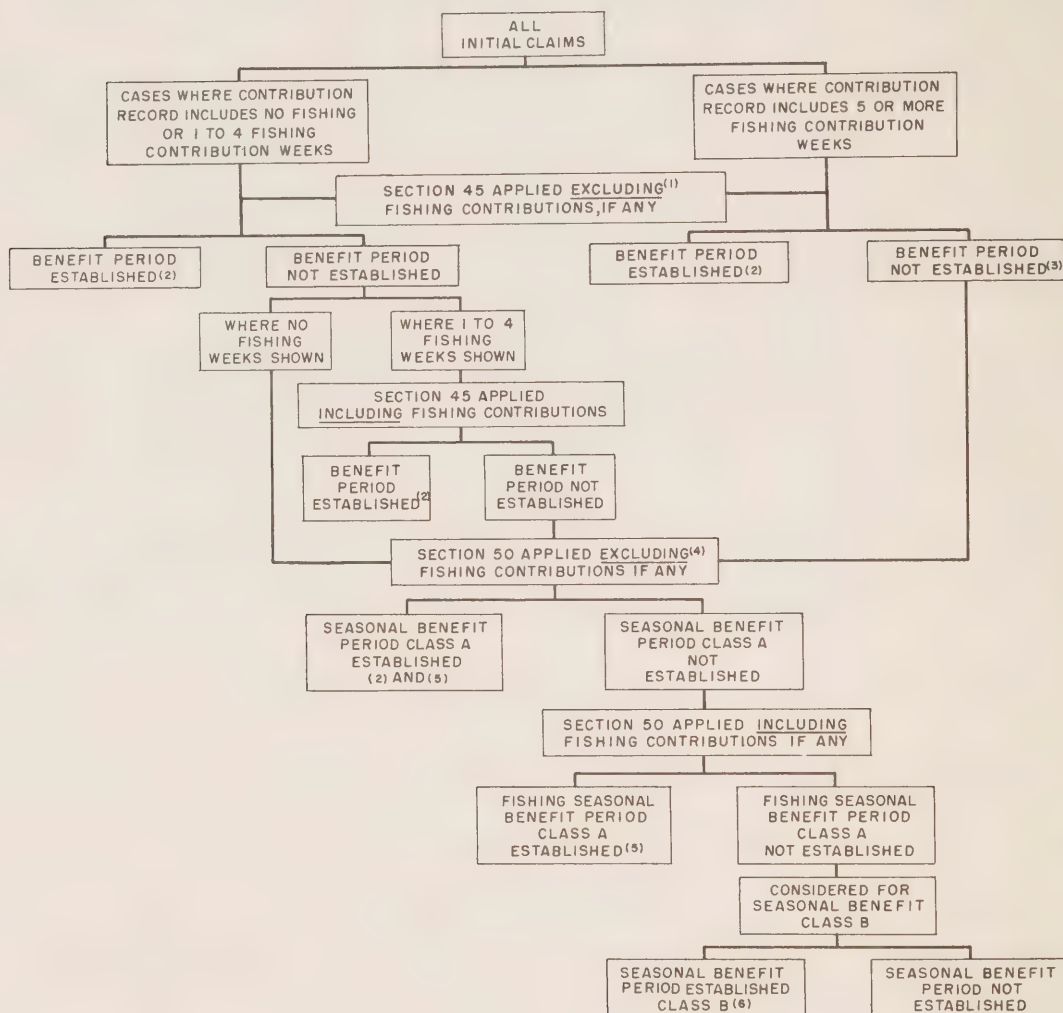 ALL
INITIAL CLAIMS
CASES WHERE CONTRIBUTION
RECORD INCLUDES NO FISHING
OR 1 TO 4 FISHING
CONTRIBUTION WEEKS
CASES WHERE CONTRIBUTION
RECORD INCLUDES 5 OR MORE
FISHING CONTRIBUTION
WEEKS
SECTION 45 APPLIED EXCLUDING(1)
FISHING CONTRIBUTIONS, IF ANY
BENEFIT PERIOD
ESTABLISHED(2)
BENEFIT PERIOD
NOT ESTABLISHED
BENEFIT PERIOD
ESTABLISHED(2)
BENEFIT PERIOD
NOT ESTABLISHED(3)
WHERE NO
FISHING
WEEKS SHOWN
WHERE 1 TO 4
FISHING
WEEKS SHOWN
SECTION 45 APPLIED
INCLUDING FISHING CONTRIBUTIONS
BENEFIT
PERIOD
ESTABLISHED(2)
BENEFIT
PERIOD NOT
ESTABLISHED
SECTION 50 APPLIED EXCLUDING(4)
FISHING CONTRIBUTIONS IF ANY
SEASONAL BENEFIT
PERIOD CLASS A
ESTABLISHED
(2) AND (5)
SEASONAL BENEFIT
PERIOD CLASS A
NOT
ESTABLISHED
SECTION 50 APPLIED INCLUDING
FISHING CONTRIBUTIONS IF ANY
FISHING SEASONAL
BENEFIT PERIOD
CLASS A
ESTABLISHED(5)
FISHING SEASONAL
BENEFIT PERIOD
CLASS A
NOT ESTABLISHED
CONSIDERED FOR
SEASONAL BENEFIT
CLASS B
SEASONAL BENEFIT
PERIOD ESTABLISHED
CLASS B(6)
SEASONAL BENEFIT
PERIOD NOT
ESTABLISHED